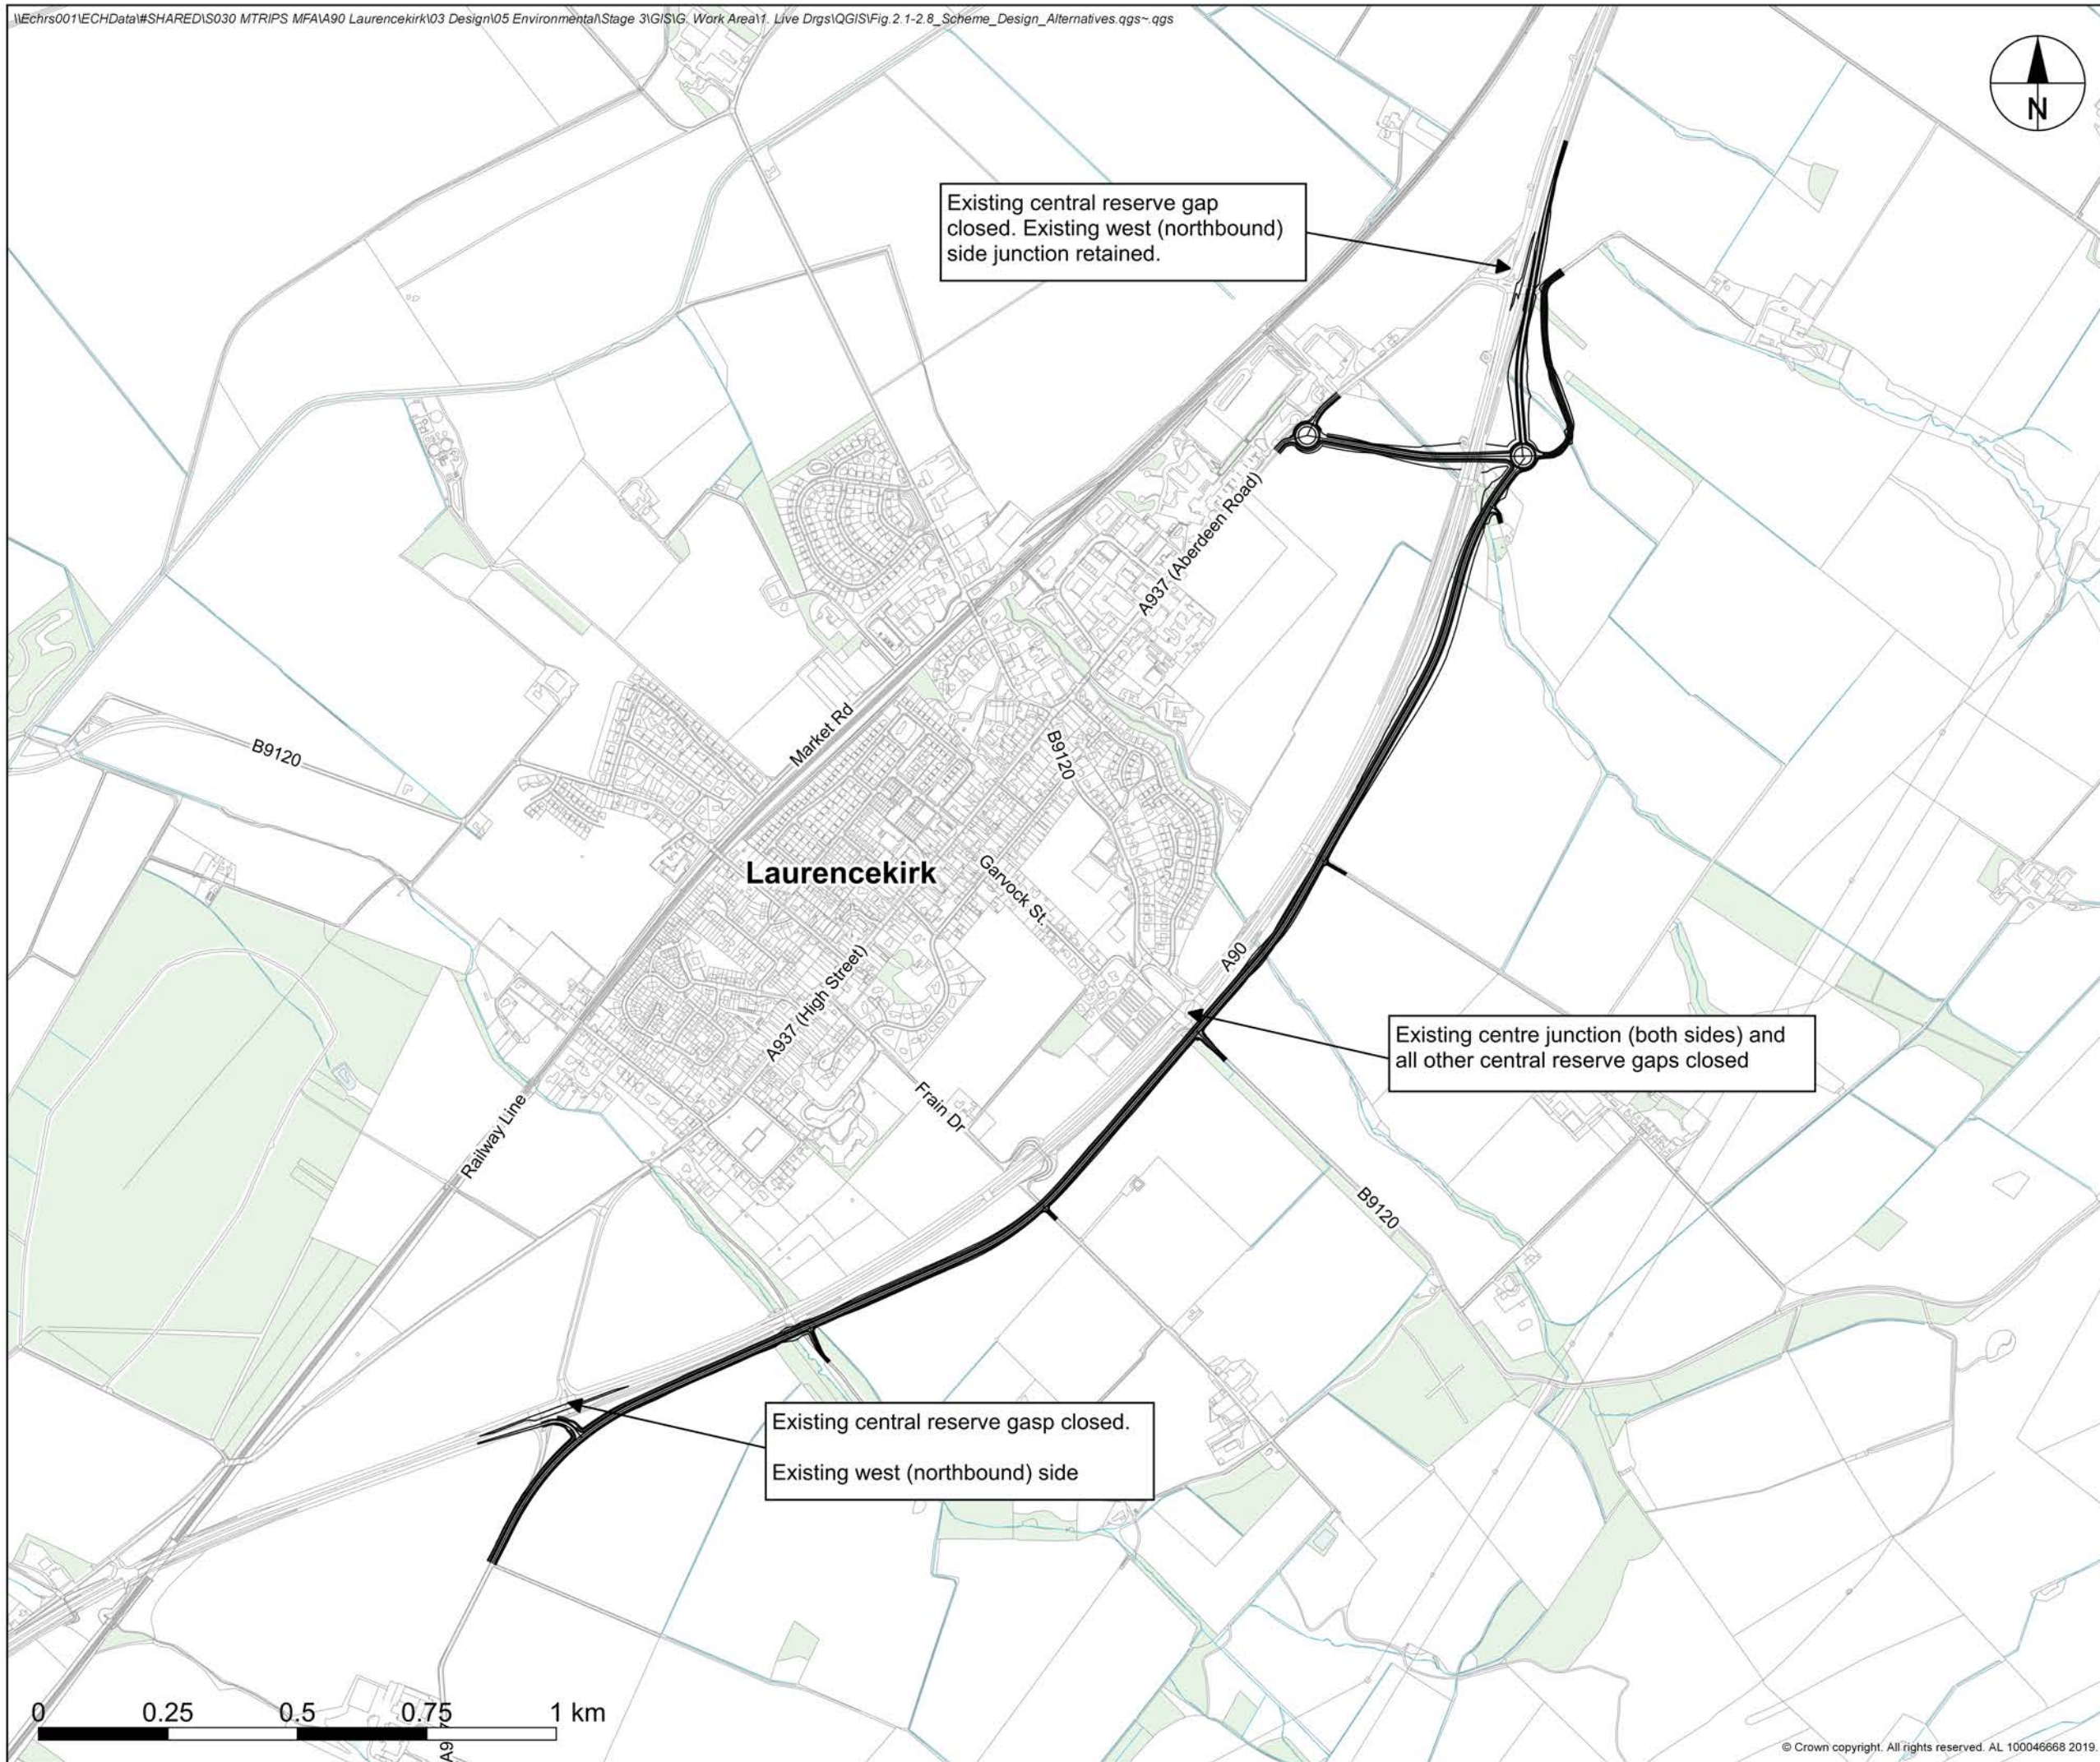 \\Echrs001\ECHData\#SHARED\S030 MTRIPS MFA\A90 Laurencekirk\03 Design\05 Environmental\Stage 3\GIS\G. Work Area\1. Live Drgs\QGIS\Fig.2.1-2.8_Scheme_Design_Alternatives.qgs~.qgs
N
Existing central reserve gap
closed. Existing west (northbound)
side junction retained.
A937 (Aberdeen Road)
Market Rd
B9120
B9120
Laurencekirk
Garvock St.
A90
A937 (High Street)
Existing centre junction (both sides) and
all other central reserve gaps closed
Frain Dr
Railway Line
B9120
Existing central reserve gasp closed.
Existing west (northbound) side
0 0.25 0.5 0.75 1 km
© Crown copyright. All rights reserved. AL 100046668 2019.